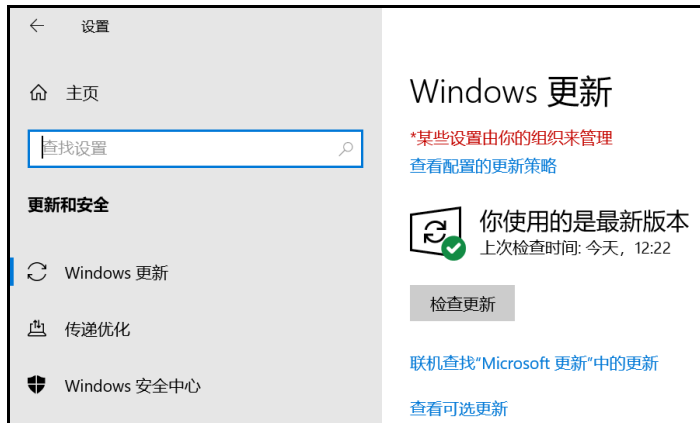 设置
主页
查找设置
更新和安全
Windows 更新
传递优化
Windows 安全中心
Windows 更新
*某些设置由你的组织来管理
查看配置的更新策略
你使用的是最新版本
上次检查时间: 今天，12:22
检查更新
联机查找"Microsoft 更新"中的更新
查看可选更新